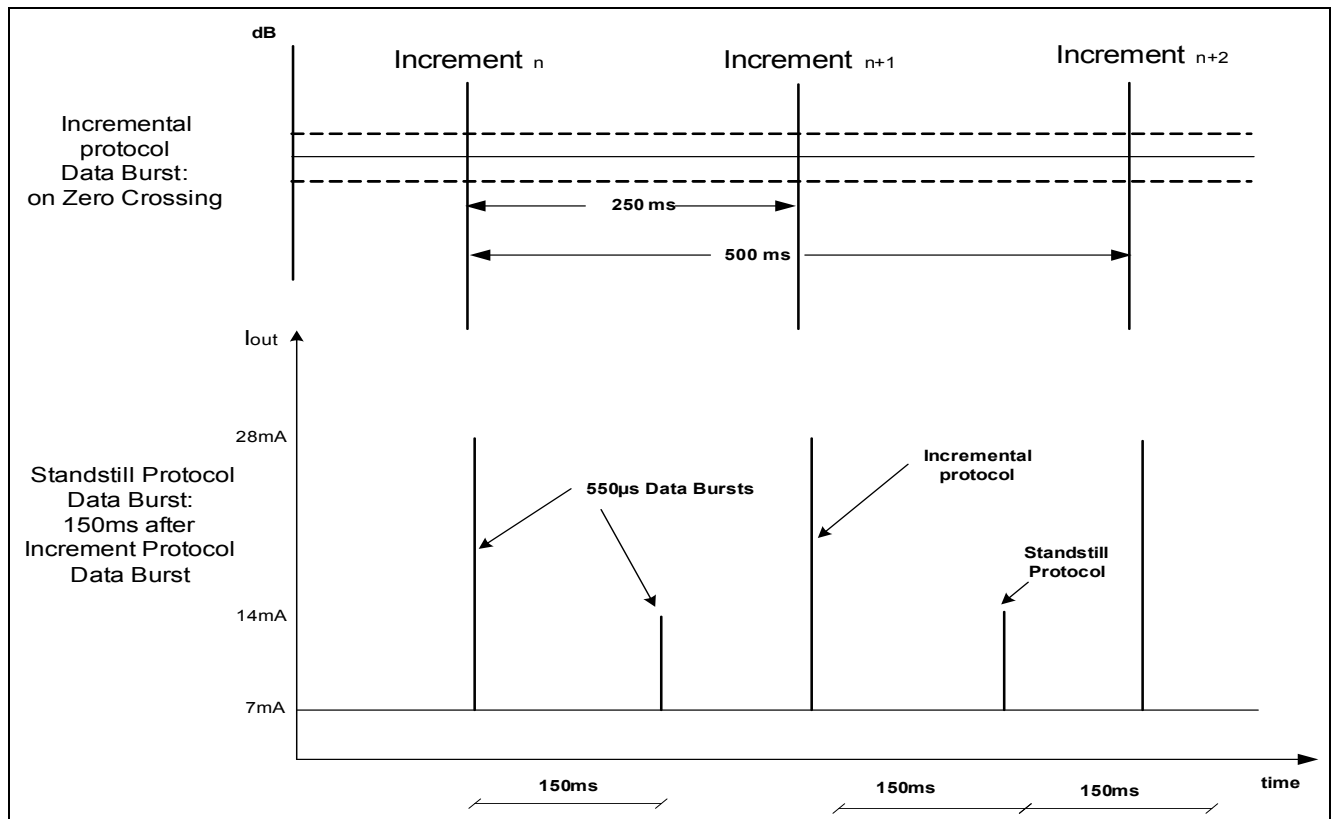 dB
Increment n
Increment n+1
Increment n+2
Incremental
protocol
Data Burst:
on Zero Crossing
250 ms
500 ms
Iout
28mA
Incremental
protocol
Standstill Protocol
Data Burst:
150ms after
Increment Protocol
Data Burst
550µs Data Bursts
Standstill
Protocol
14mA
7mA
150ms
150ms
150ms
time